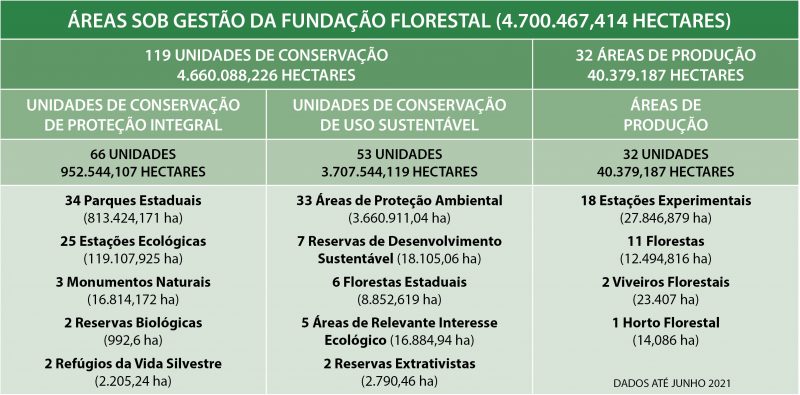 ÁREAS SOB GESTÃO DA FUNDAÇÃO FLORESTAL (4.700.467,414 HECTARES)
119 UNIDADES DE CONSERVAÇÃO
4.660.088,226 HECTARES
32 ÁREAS DE PRODUÇÃO
40.379.187 HECTARES
UNIDADES DE CONSERVAÇÃO
DE PROTEÇÃO INTEGRAL
UNIDADES DE CONSERVAÇÃO
DE USO SUSTENTÁVEL
ÁREAS DE
PRODUÇÃO
66 UNIDADES
952.544,107 HECTARES
53 UNIDADES
3.707.544,119 HECTARES
32 UNIDADES
40.379,187 HECTARES
34 Parques Estaduais
(813.424,171 ha)
25 Estações Ecológicas
(119.107,925 ha)
3 Monumentos Naturais
(16.814,172 ha)
2 Reservas Biológicas
(992,6 ha)
2 Refúgios da Vida Silvestre
(2.205,24 ha)
33 Áreas de Proteção Ambiental
(3.660.911,04 ha)
7 Reservas de Desenvolvimento
Sustentável (18.105,06 ha)
6 Florestas Estaduais
(8.852,619 ha)
5 Áreas de Relevante Interesse
Ecológico (16.884,94 ha)
2 Reservas Extrativistas
(2.790,46 ha)
18 Estações Experimentais
(27.846,879 ha)
11 Florestas
(12.494,816 ha)
2 Viveiros Florestais
(23.407 ha)
1 Horto Florestal
(14,086 ha)
DADOS ATÉ JUNHO 2021